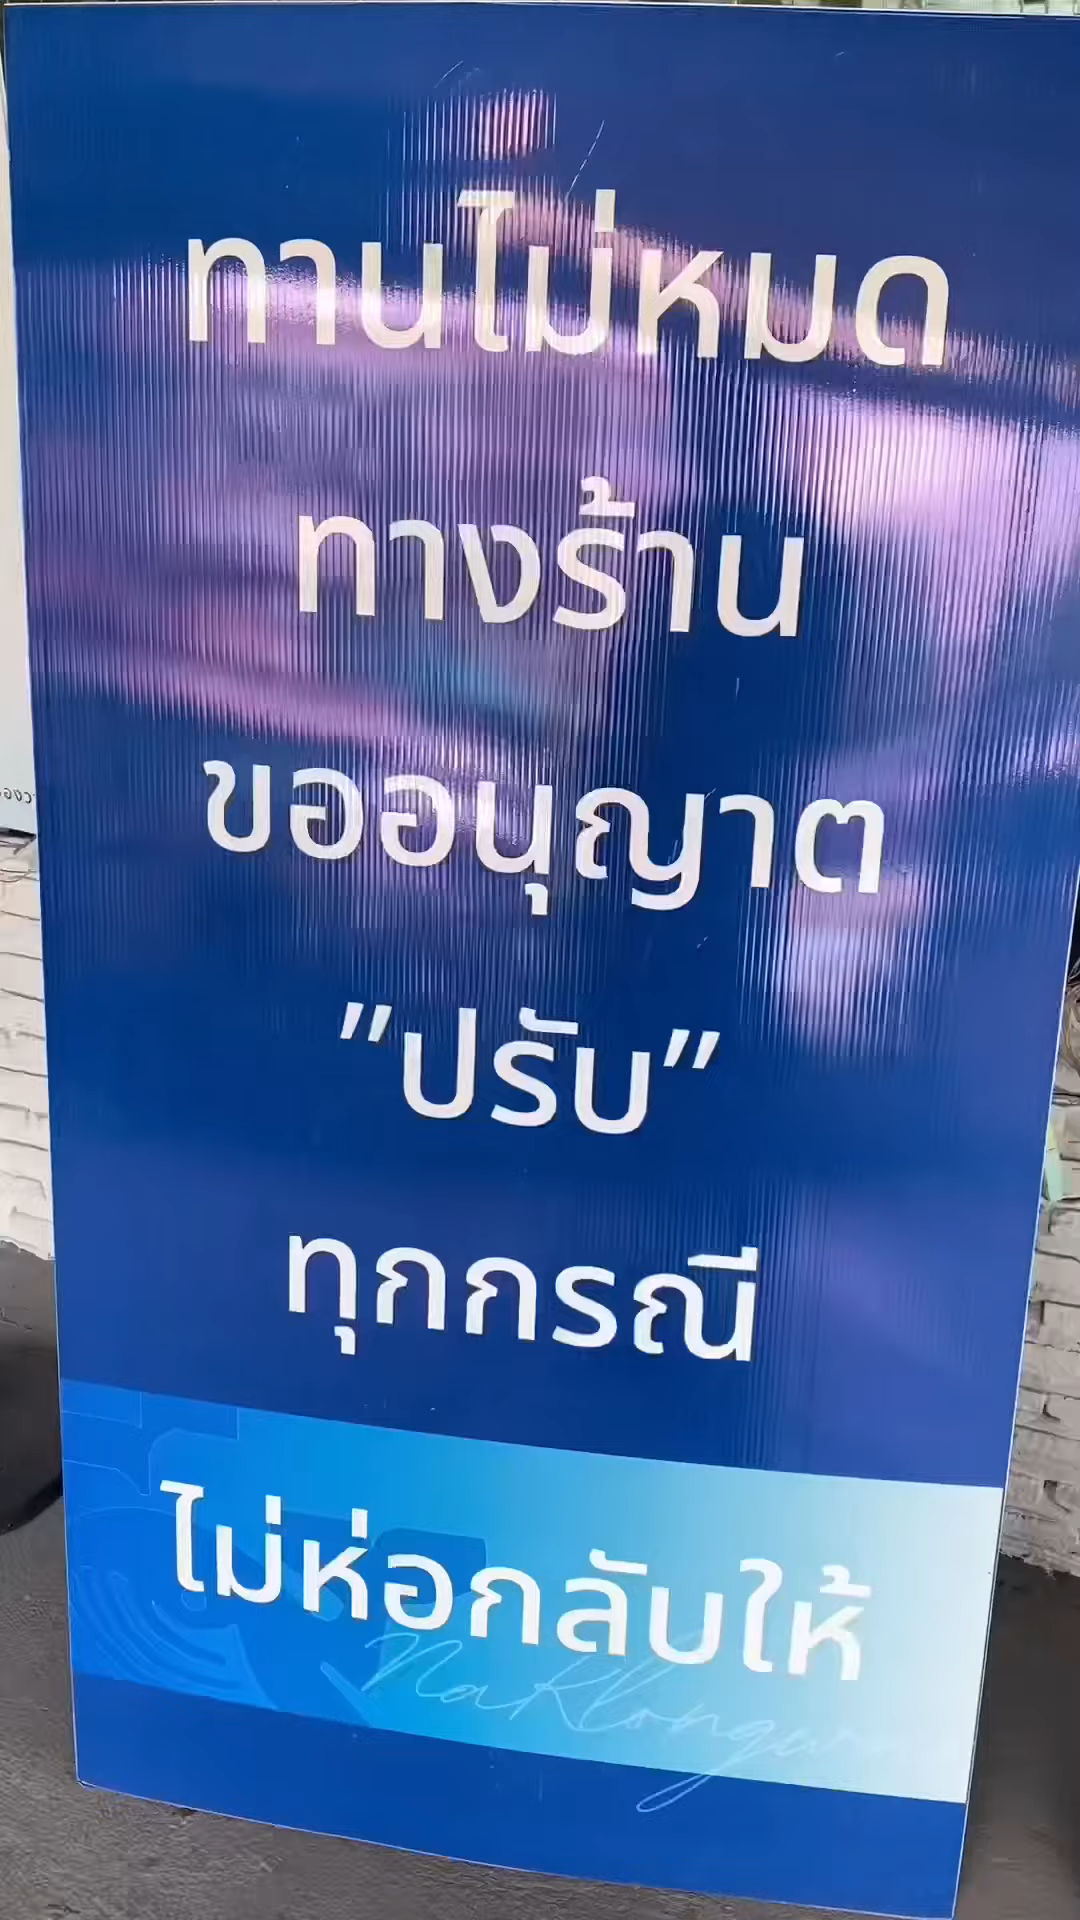 ทานไม่หมด
ทางร้าน
ขออนุญาต
"ปรับ"
ทุกกรณี
ไม่ห่อกลับให้